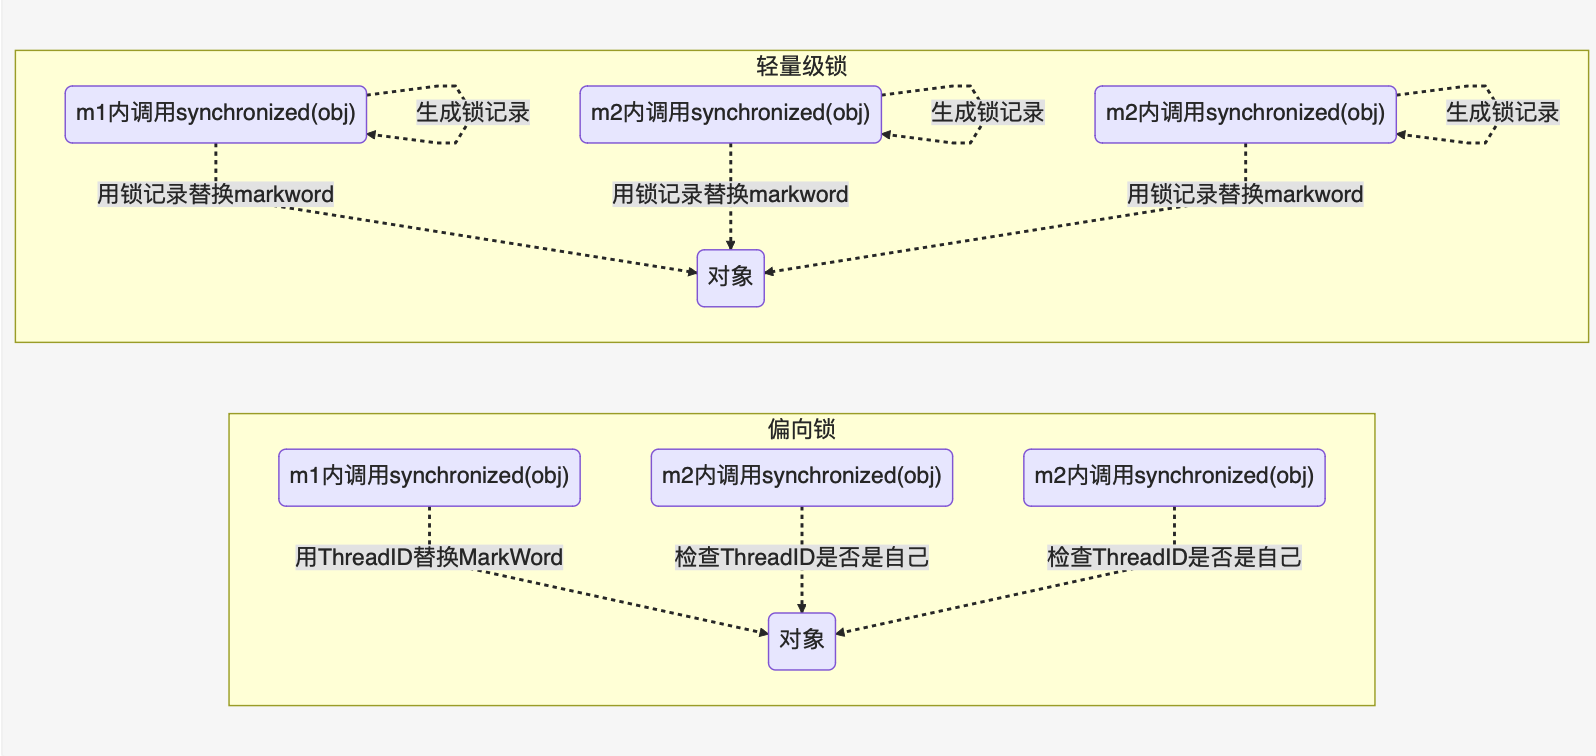 轻量级锁
m1内调用synchronized(obj)
生成锁记录
m2内调用synchronized(obj)
生成锁记录
m2内调用synchronized(obj)
生成锁记录
用锁记录替换markword
用锁记录替换markword
用锁记录替换markword
对象
偏向锁
m1内调用synchronized(obj)
m2内调用synchronized(obj)
m2内调用synchronized(obj)
用ThreadID替换MarkWord
检查ThreadID是否是自己
检查ThreadID是否是自己
对象